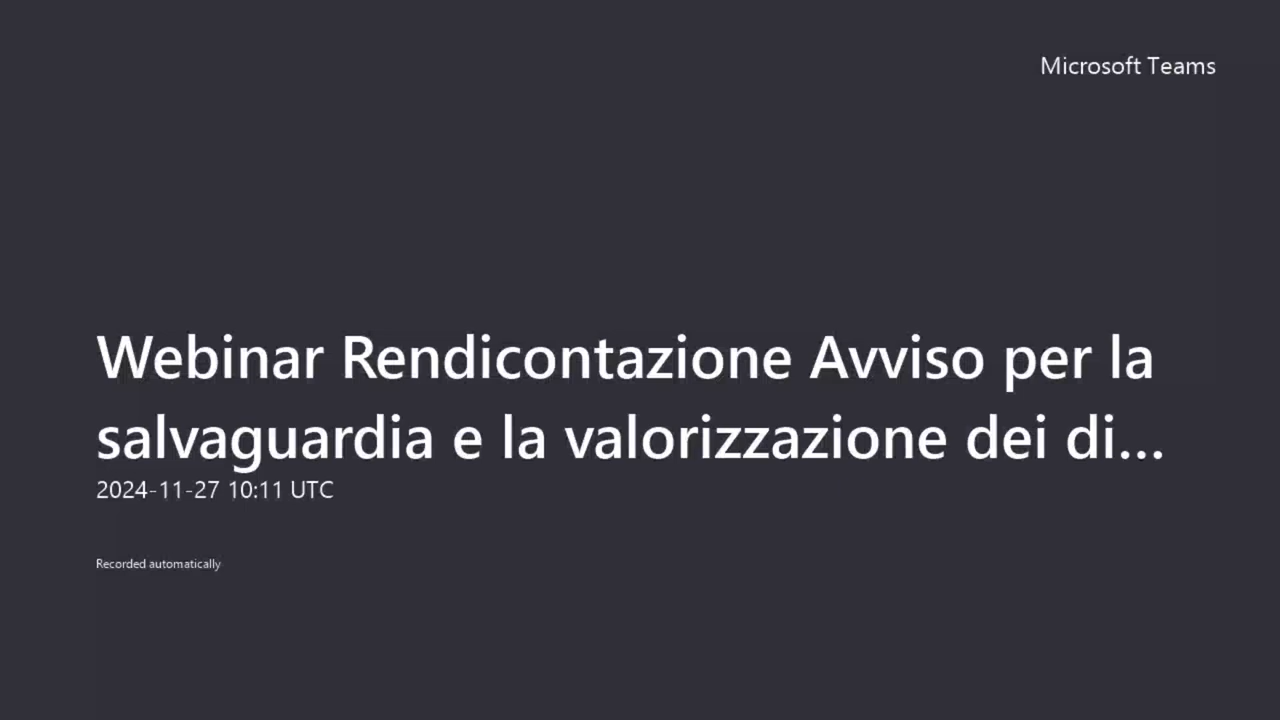 Microsoft Teams
Webinar Rendicontazione Avviso per la
salvaguardia e la valorizzazione dei di...
2024-11-27 10:11 UTC
Recorded automatically